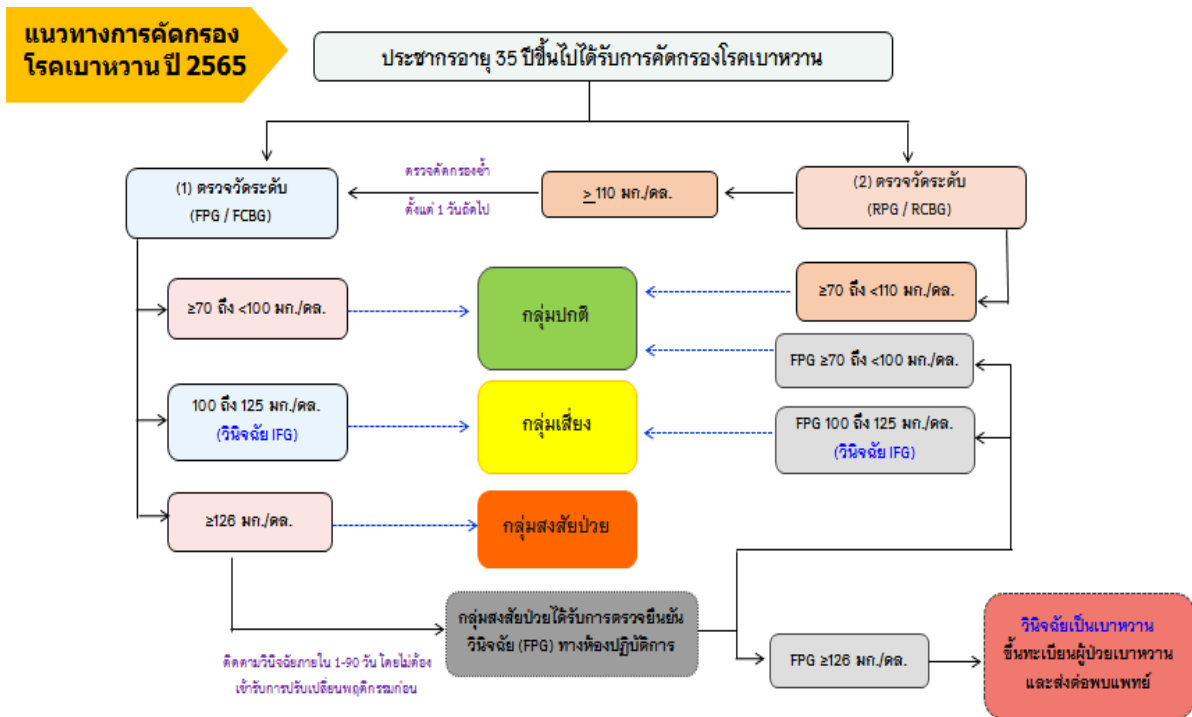 แนวทางการคัดกรอง
โรคเบาหวาน ปี 2565
ประชากรอายุ 35 ปีขึ้นไปได้รับการคัดกรองโรคเบาหวาน
(1) ตรวจวัดระดับ
(FPG / FCBG)
ตรวจคัดกรองซ้ำ
ตั้งแต่ 1 วันถัดไป
≥ 110 มก./ดล.
(2) ตรวจวัดระดับ
(RPG / RCBG)
≥70 ถึง <100 มก./ดล.
กลุ่มปกติ
≥70 ถึง <110 มก./ดล.
FPG ≥70 ถึง <100 มก./ดล.
100 ถึง 125 มก./ดล.
(วินิจฉัย IFG)
กลุ่มเสี่ยง
FPG 100 ถึง 125 มก./ดล.
(วินิจฉัย IFG)
≥126 มก./ดล.
กลุ่มสงสัยป่วย
กลุ่มสงสัยป่วยได้รับการตรวจยืนยัน
วินิจฉัย (FPG) ทางห้องปฏิบัติการ
ติดตามวินิจฉัยภายใน 1-90 วัน โดยไม่ต้อง
เข้ารับการปรับเปลี่ยนพฤติกรรมก่อน
FPG ≥126 มก./ดล.
วินิจฉัยเป็นเบาหวาน
ขึ้นทะเบียนผู้ป่วยเบาหวาน
และส่งต่อพบแพทย์